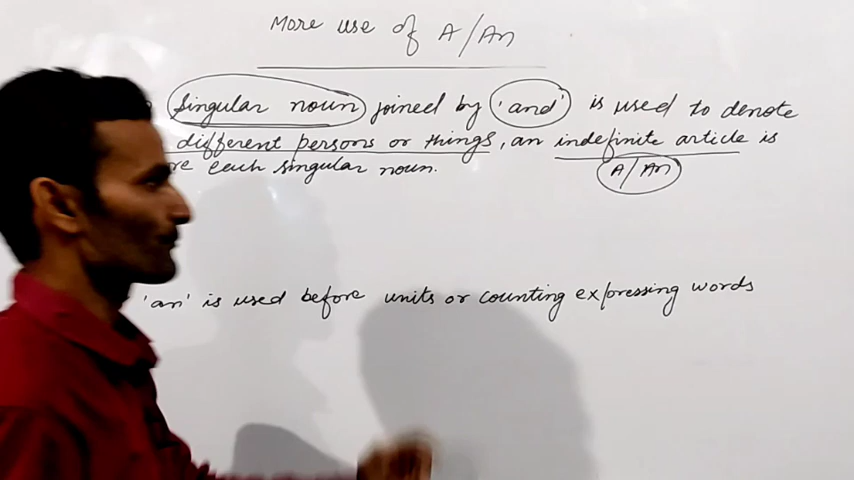 More use of A/An
Singular noun joined by 'and' is used to denote
different persons or things, an indefinite article is
each singular noun. A/An
'an' is used before units or counting expressing words